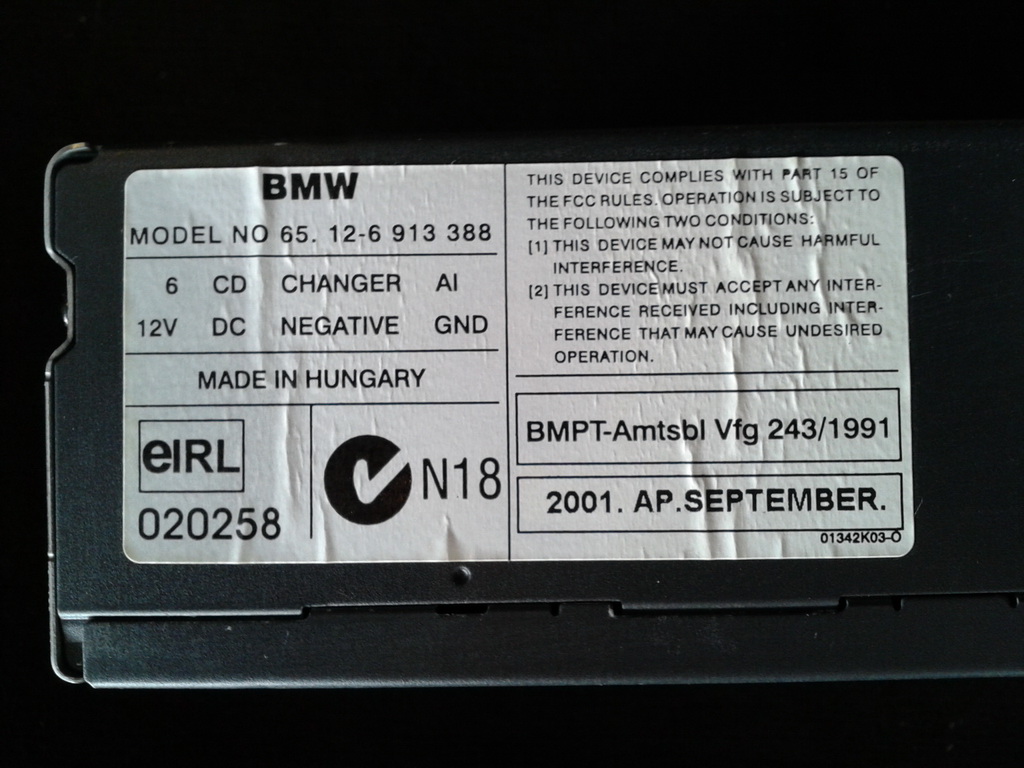 BMW
MODEL NO 65. 12-6 913 388
6 CD CHANGER AI
12V DC NEGATIVE GND
MADE IN HUNGARY
eIRL
020258
N18
THIS DEVICE COMPLIES WITH PART 15 OF
THE FCC RULES. OPERATION IS SUBJECT TO
THE FOLLOWING TWO CONDITIONS:
[1] THIS DEVICE MAY NOT CAUSE HARMFUL
INTERFERENCE.
[2] THIS DEVICE MUST ACCEPT ANY INTER-
FERENCE RECEIVED INCLUDING INTER-
FERENCE THAT MAY CAUSE UNDESIRED
OPERATION.
BMPT-Amtsbl Vfg 243/1991
2001. AP.SEPTEMBER.
01342K03-O